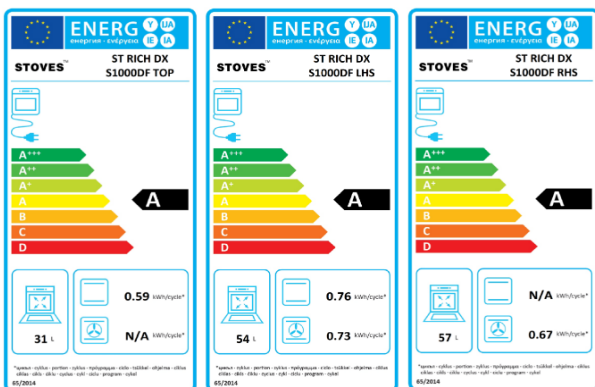 ENERG Y UA IE IA
енергия · ενέργεια
STOVES™
ST RICH DX
S1000DF TOP
A+++
A++
A+
A
B
C
D
A
31 L
0.59 kWh/cycle*
N/A kWh/cycle*
65/2014
ENERG Y UA IE IA
енергия · ενέργεια
STOVES™
ST RICH DX
S1000DF LHS
A+++
A++
A+
A
B
C
D
A
54 L
0.76 kWh/cycle*
0.73 kWh/cycle*
65/2014
ENERG Y UA IE IA
енергия · ενέργεια
STOVES™
ST RICH DX
S1000DF RHS
A+++
A++
A+
A
B
C
D
A
57 L
N/A kWh/cycle*
0.67 kWh/cycle*
65/2014